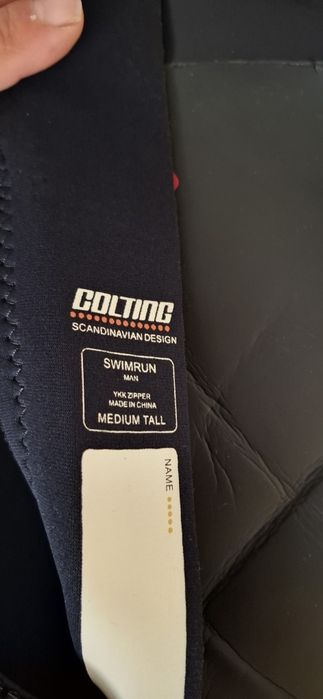 COLTING
SCANDINAVIAN DESIGN
SWIMRUN
MAN
YKK ZIPPER
MADE IN CHINA
MEDIUM TALL
NAME